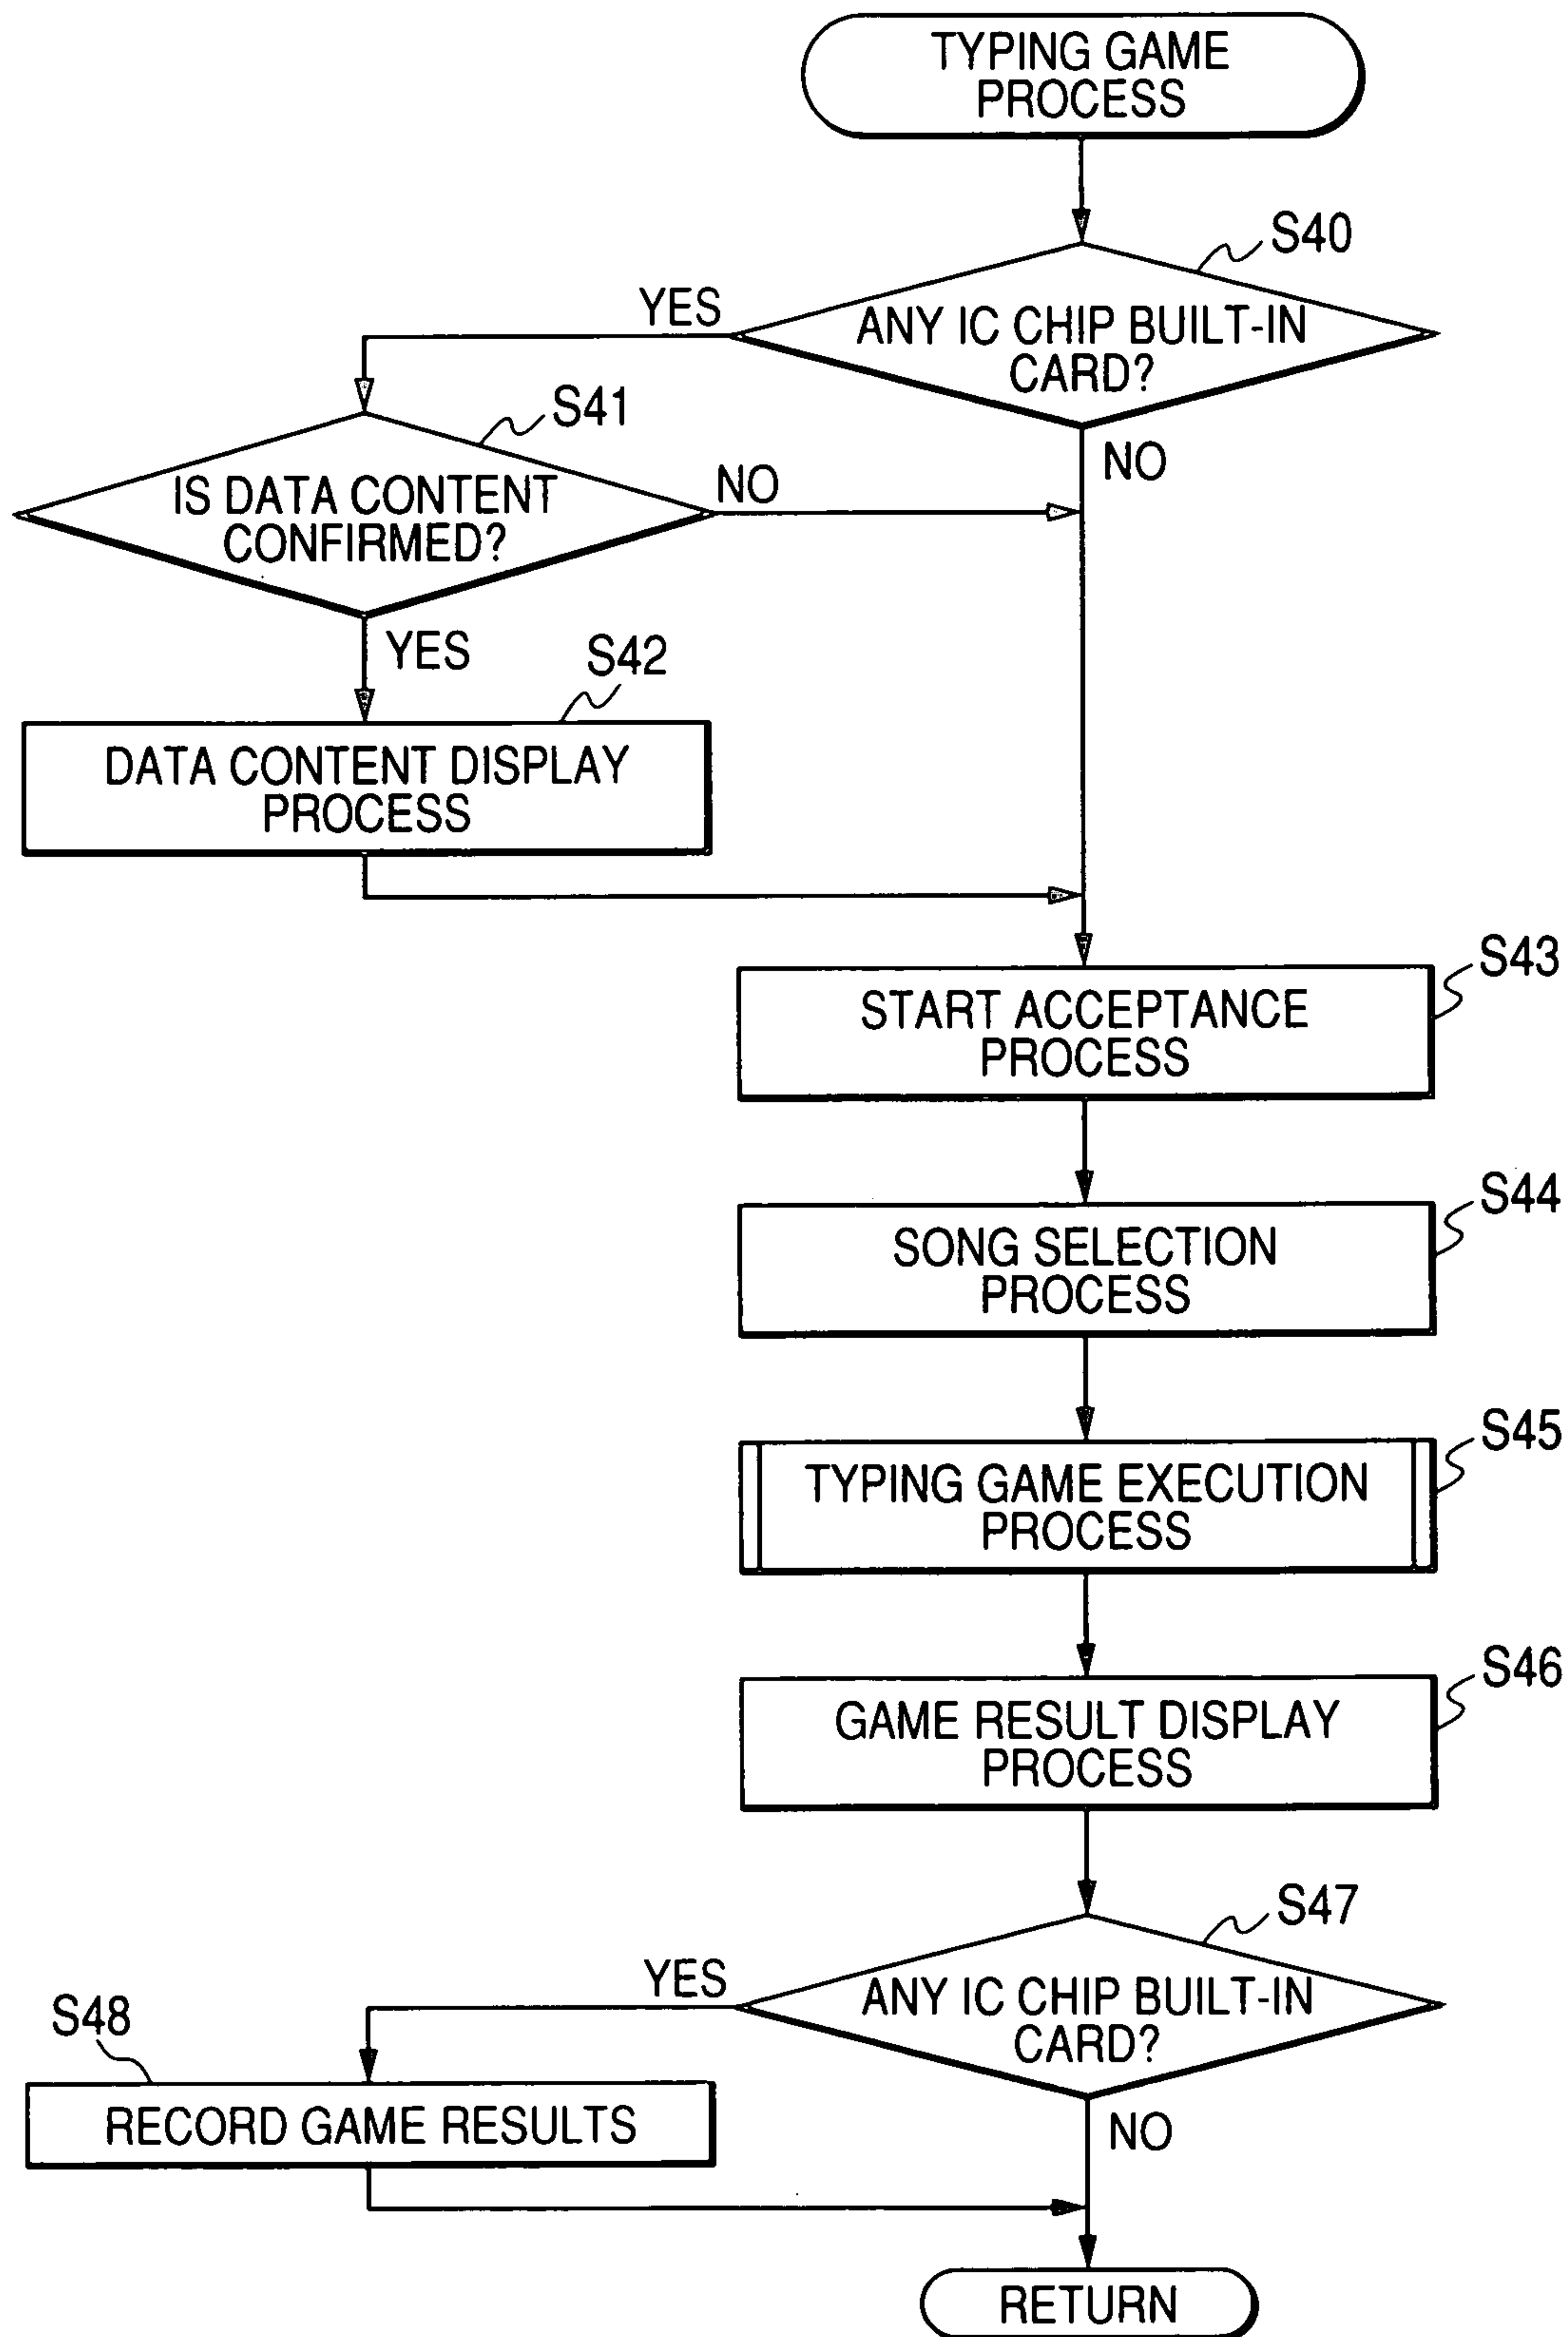 TYPING GAME
PROCESS
S40
YES
ANY IC CHIP BUILT-IN
CARD?
S41
NO
IS DATA CONTENT
CONFIRMED?
NO
YES
S42
DATA CONTENT DISPLAY
PROCESS
S43
START ACCEPTANCE
PROCESS
S44
SONG SELECTION
PROCESS
S45
TYPING GAME EXECUTION
PROCESS
S46
GAME RESULT DISPLAY
PROCESS
S47
YES
ANY IC CHIP BUILT-IN
CARD?
S48
RECORD GAME RESULTS
NO
RETURN